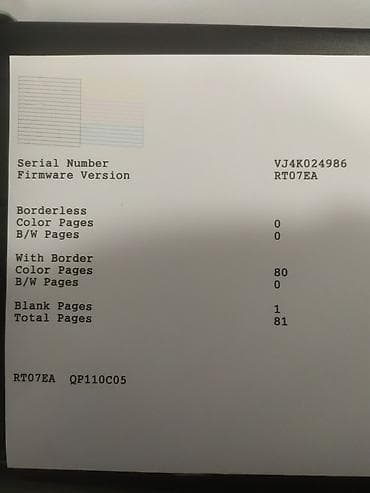 Serial Number VJ4K024986
Firmware Version RT07EA
Borderless
Color Pages 0
B/W Pages 0
With Border
Color Pages 80
B/W Pages 0
Blank Pages 1
Total Pages 81
RT07EA QP110C05